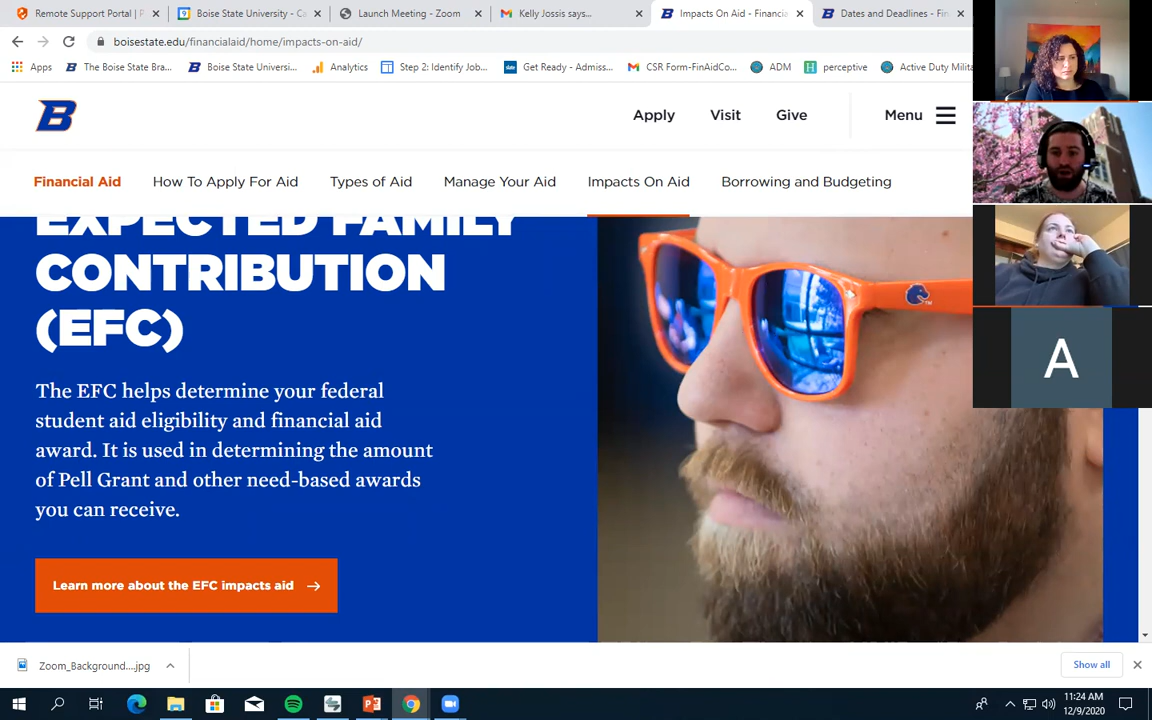 Remote Support Portal | P
Boise State University - Ca
Launch Meeting - Zoom
Kelly Jossis says...
Impacts On Aid - Financia
Dates and Deadlines - Fin
boisestate.edu/financialaid/home/impacts-on-aid/
Apps
The Boise State Bra...
Boise State Universi...
Analytics
Step 2: Identify Job...
Get Ready - Admiss...
CSR Form-FinAidCo...
ADM
perceptive
Active Duty Milita
B
Apply
Visit
Give
Menu
Financial Aid
How To Apply For Aid
Types of Aid
Manage Your Aid
Impacts On Aid
Borrowing and Budgeting
EXPECTED FAMILY
CONTRIBUTION
(EFC)
The EFC helps determine your federal
student aid eligibility and financial aid
award. It is used in determining the amount
of Pell Grant and other need-based awards
you can receive.
Learn more about the EFC impacts aid →
A
Zoom_Background....jpg
Show all
11:24 AM
12/9/2020